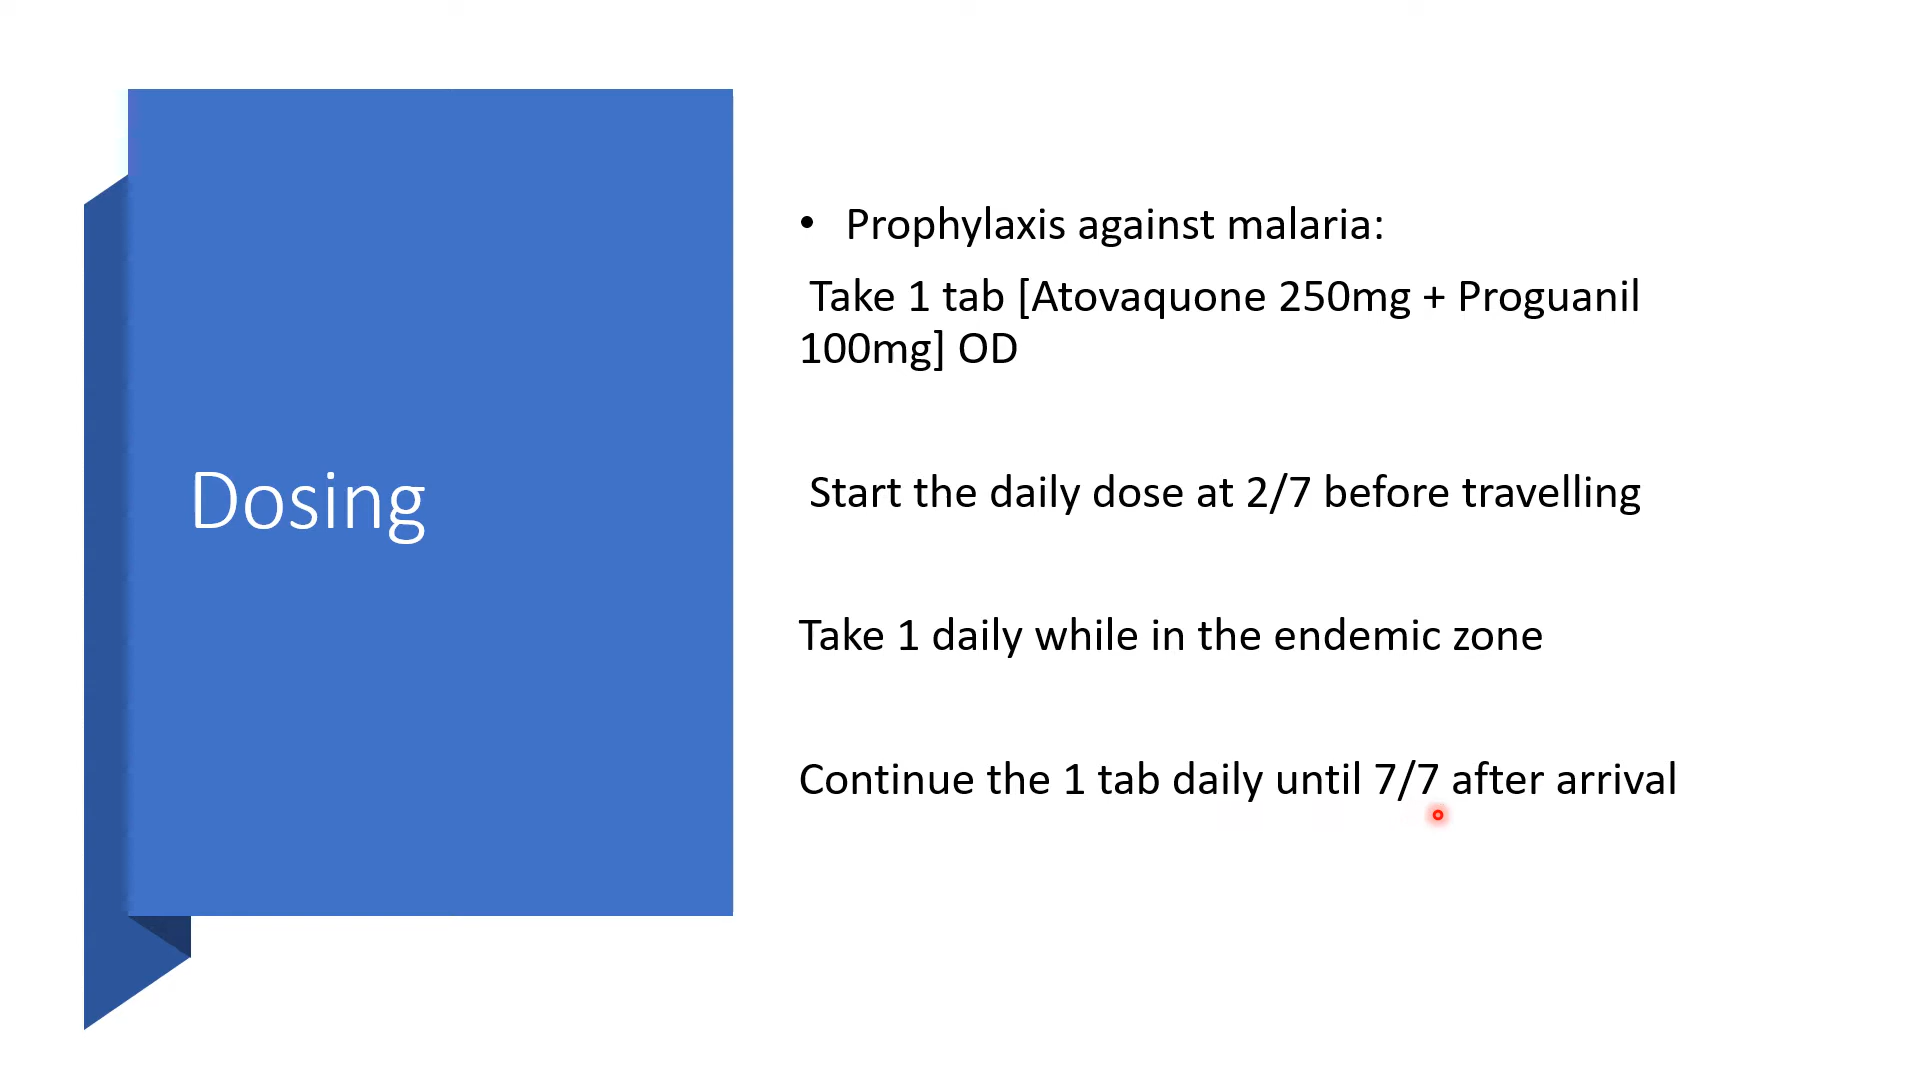 Dosing
• Prophylaxis against malaria:
Take 1 tab [Atovaquone 250mg + Proguanil
100mg] OD
Start the daily dose at 2/7 before travelling
Take 1 daily while in the endemic zone
Continue the 1 tab daily until 7/7 after arrival